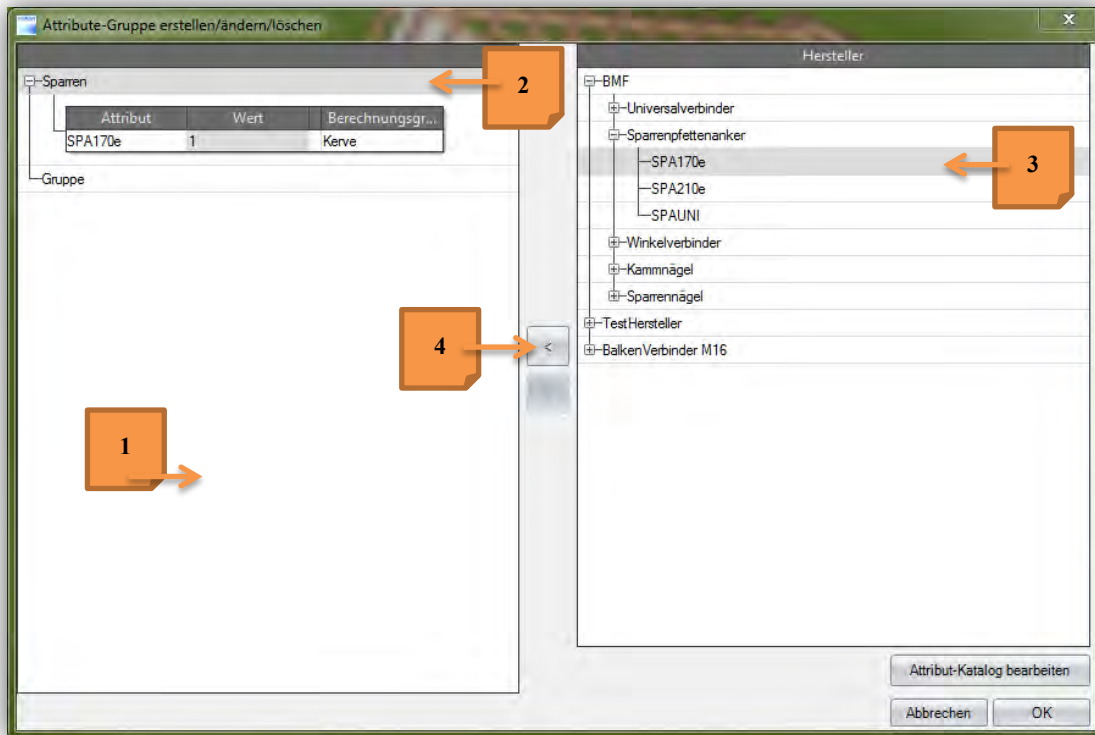 Attribute-Gruppe erstellen/ändern/löschen
x
Sparren
Attribut Wert Berechnungsgr...
SPA170e 1 Kerve
Gruppe
2
1
4
<
Hersteller
BMF
Universalverbinder
Sparrenpfettenanker
SPA170e
3
SPA210e
SPAUNI
Winkelverbinder
Kammnägel
Sparrennägel
TestHersteller
BalkenVerbinder M16
Attribut-Katalog bearbeiten
Abbrechen OK